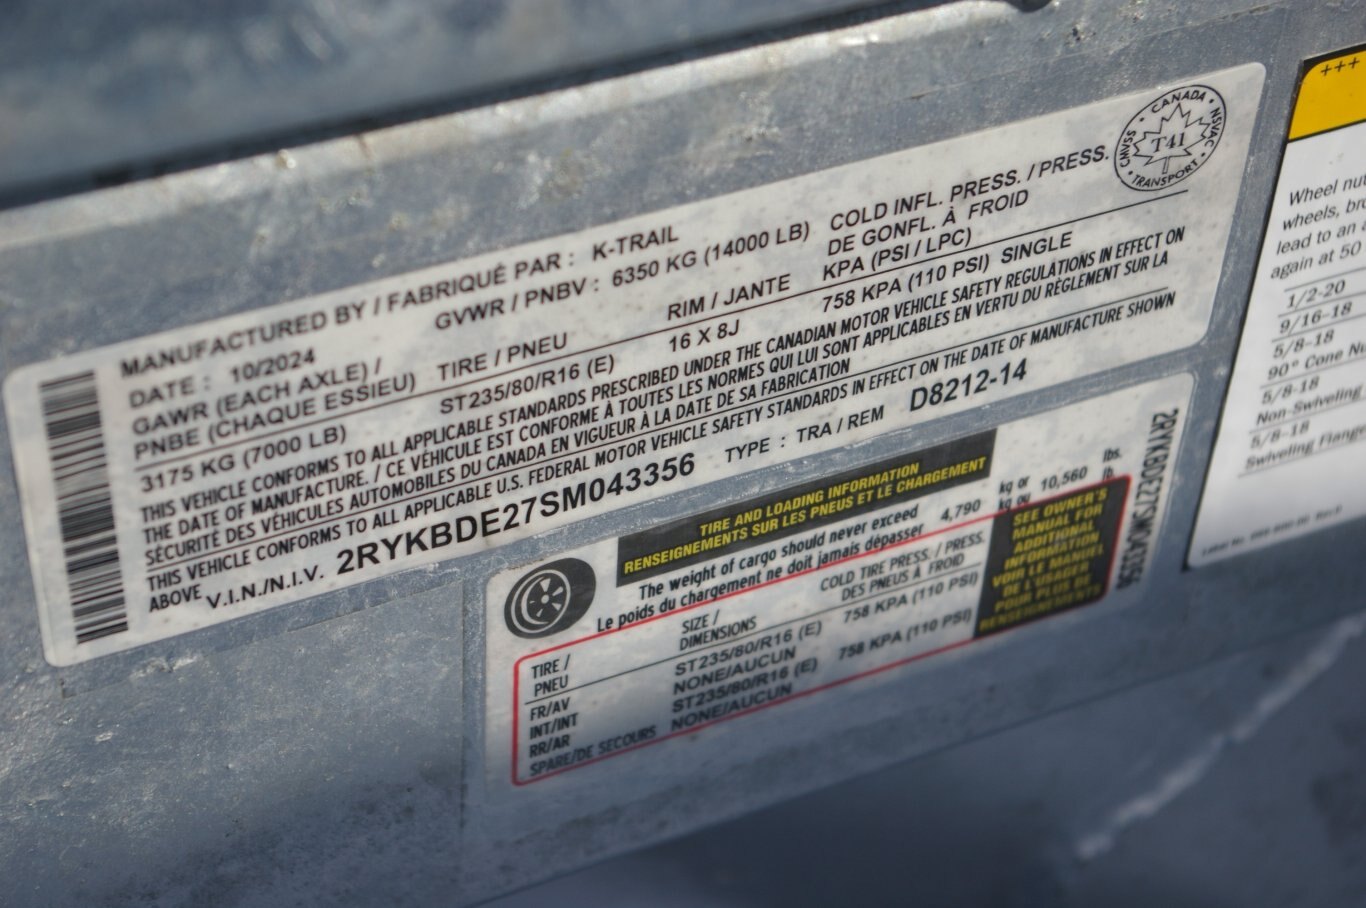 MANUFACTURED BY / FABRIQUÉ PAR : K-TRAIL
DATE : 10/2024
GVWR / PNBV : 6350 KG (14000 LB)
COLD INFL. PRESS. / PRESS.
DE GONFL. À FROID
GAWR (EACH AXLE) /
PNBE (CHAQUE ESSIEU)
TIRE / PNEU
RIM / JANTE
KPA (PSI / LPC)
3175 KG (7000 LB)
ST235/80/R16 (E)
16 X 8J
758 KPA (110 PSI) SINGLE
THIS VEHICLE CONFORMS TO ALL APPLICABLE STANDARDS PRESCRIBED UNDER THE CANADIAN MOTOR VEHICLE SAFETY REGULATIONS IN EFFECT ON
THE DATE OF MANUFACTURE. / CE VÉHICULE EST CONFORME À TOUTES LES NORMES QUI LUI SONT APPLICABLES EN VERTU DU RÈGLEMENT SUR LA
SÉCURITÉ DES VÉHICULES AUTOMOBILES DU CANADA EN VIGUEUR À LA DATE DE SA FABRICATION
THIS VEHICLE CONFORMS TO ALL APPLICABLE U.S. FEDERAL MOTOR VEHICLE SAFETY STANDARDS IN EFFECT ON THE DATE OF MANUFACTURE SHOWN
ABOVE
V.I.N./N.I.V. 2RYKBDE27SM043356 TYPE : TRA / REM D8212-14
CANADA
NSVAC
TRANSPORT
CMVSS
T41
TIRE AND LOADING INFORMATION
RENSEIGNEMENTS SUR LES PNEUS ET LE CHARGEMENT
The weight of cargo should never exceed
Le poids du chargement ne doit jamais dépasser
4,790 kg or 10,560 lbs.
kg ou lb.
TIRE /
PNEU
SIZE /
DIMENSIONS
COLD TIRE PRESS. / PRESS.
DES PNEUS À FROID
FR/AV ST235/80/R16 (E) 758 KPA (110 PSI)
INT/INT NONE/AUCUN
RR/AR ST235/80/R16 (E) 758 KPA (110 PSI)
SPARE/DE SECOURS NONE/AUCUN
SEE OWNER'S
MANUAL FOR
ADDITIONAL
INFORMATION
VOIR LE MANUEL
DE L'USAGER
POUR PLUS DE
RENSEIGNEMENTS
2RYKBDE27SM043356
+++
Wheel nut
wheels, bro
lead to an a
again at 50
1/2-20
9/16-18
5/8-18
90° Cone Nu
5/8-18
Non-Swiveling
5/8-18
Swiveling Flange